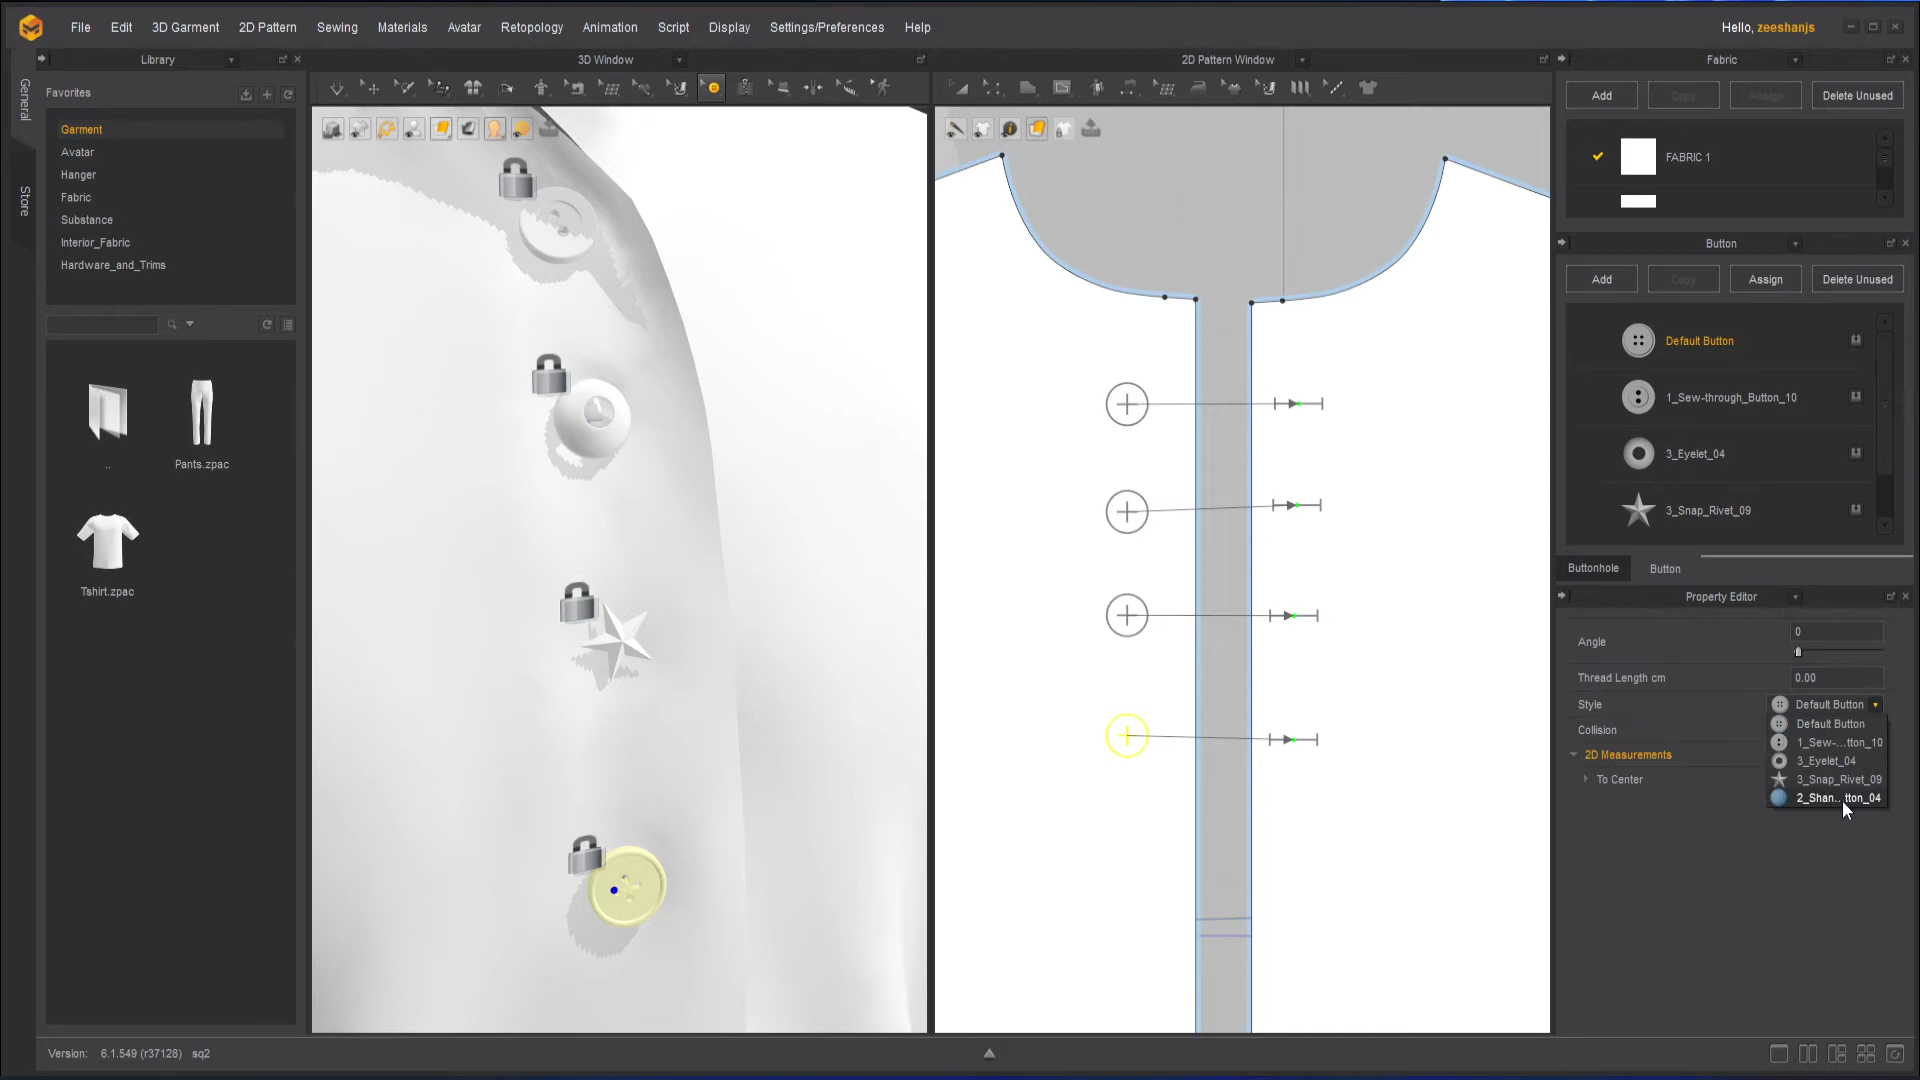 File Edit 3D Garment 2D Pattern Sewing Materials Avatar Retopology Animation Script Display Settings/Preferences Help Hello, zeeshanjs
Library
3D Window
2D Pattern Window
Fabric
General
Store
Favorites
Garment
Avatar
Hanger
Fabric
Substance
Interior_Fabric
Hardware_and_Trims
..
Pants.zpac
Tshirt.zpac
Add Copy Assign Delete Unused
FABRIC 1
Button
Add Copy Assign Delete Unused
Default Button
1_Sew-through_Button_10
3_Eyelet_04
3_Snap_Rivet_09
Buttonhole Button
Property Editor
Angle 0
Thread Length cm 0.00
Style Default Button
Default Button
Collision
1_Sew-...tton_10
2D Measurements
3_Eyelet_04
To Center
3_Snap_Rivet_09
2_Shan...tton_04
Version: 6.1.549 (r37128) sq2